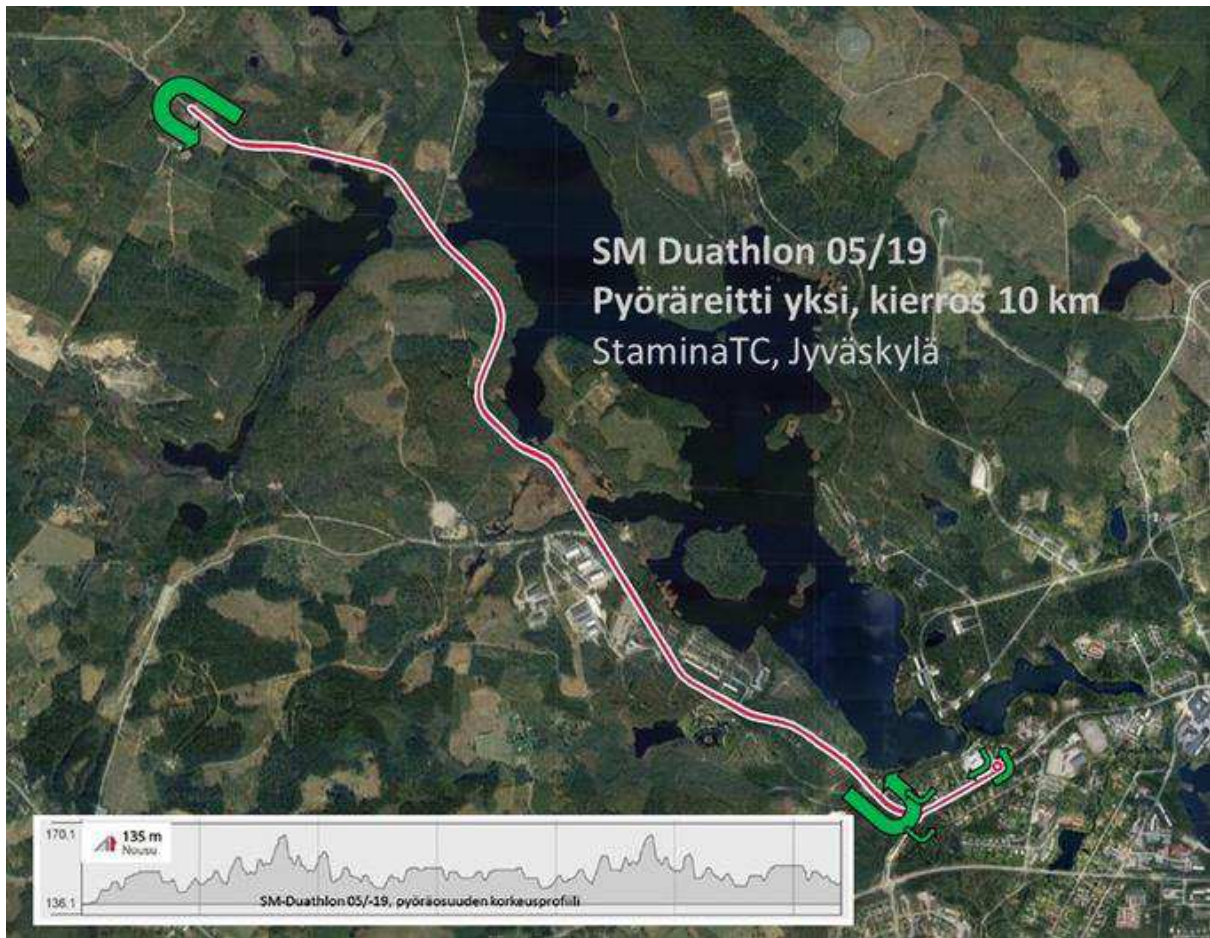 SM Duathlon 05/19
Pyöräreitti yksi, kierros 10 km
StaminaTC, Jyväskylä
170.1
135 m
Nousu
136.1
SM-Duathlon 05/-19, pyöräosuuden korkeusprofiili